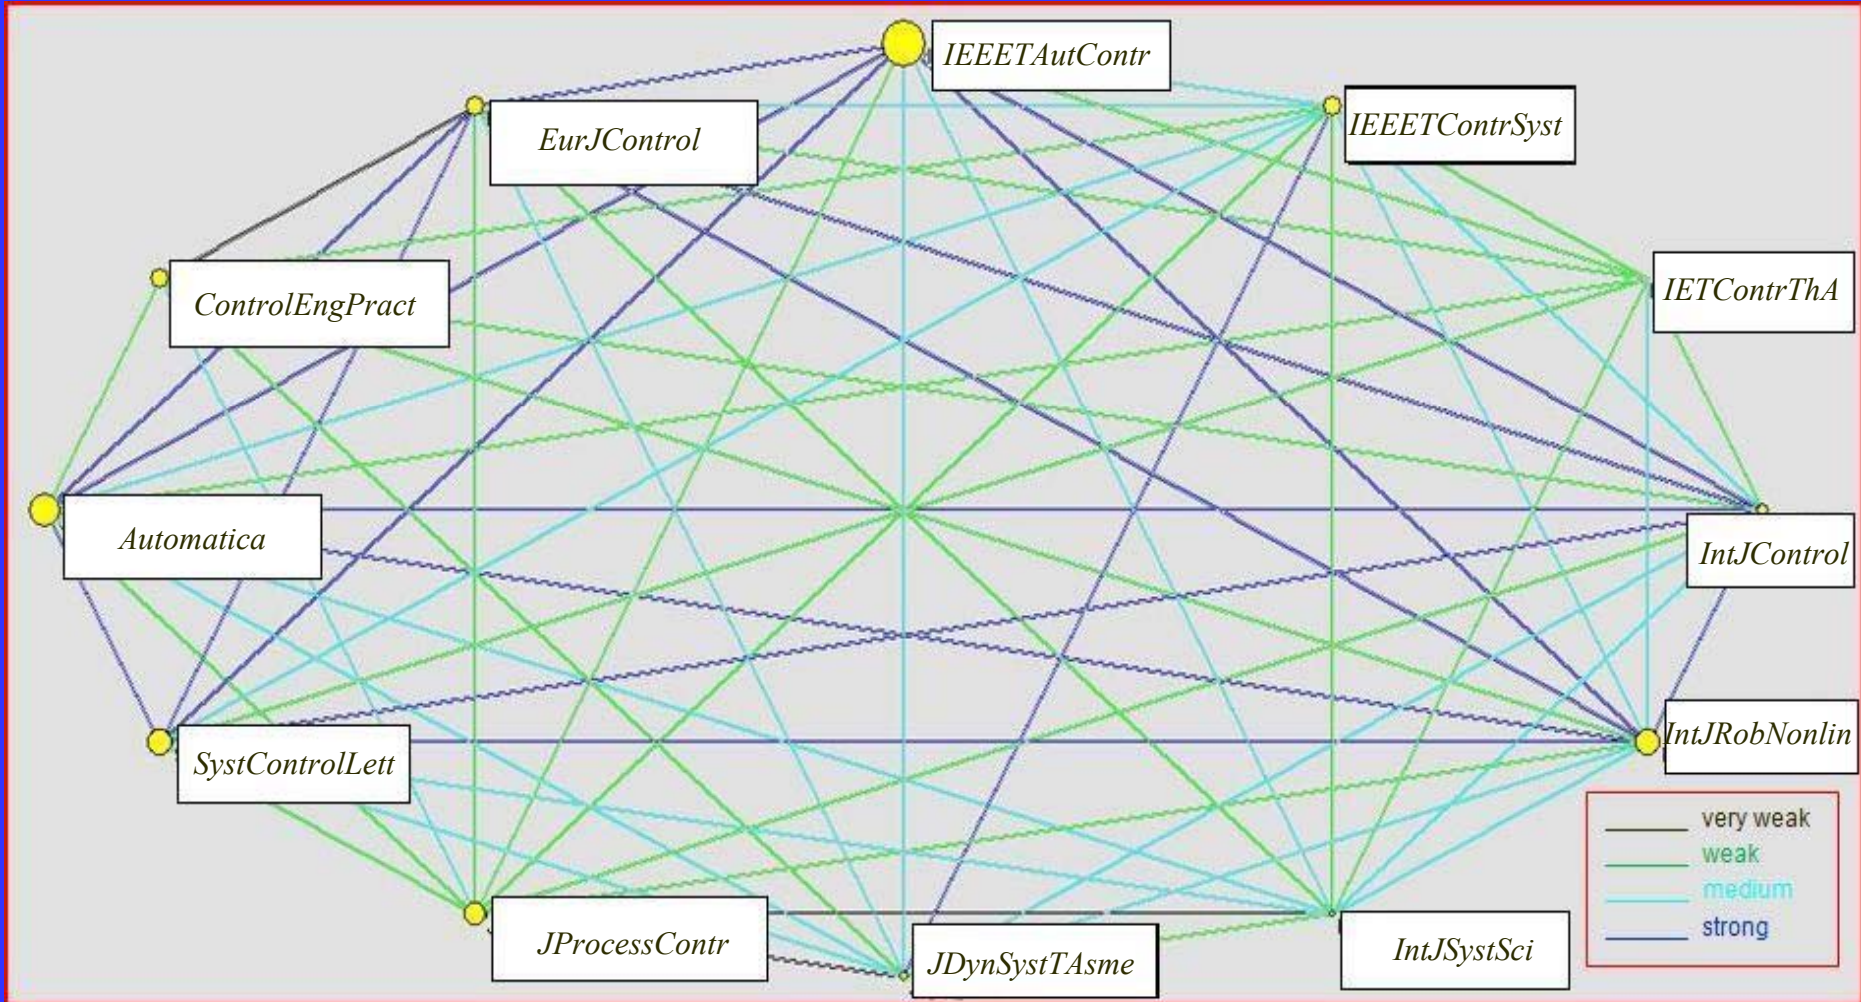 IEEETAutContr
EurJControl
IEEETContrSyst
ControlEngPract
IETContrThA
Automatica
IntJControl
SystControlLett
IntJRobNonlin
JProcessContr
JDynSystTAsme
IntJSystSci
very weak
weak
medium
strong